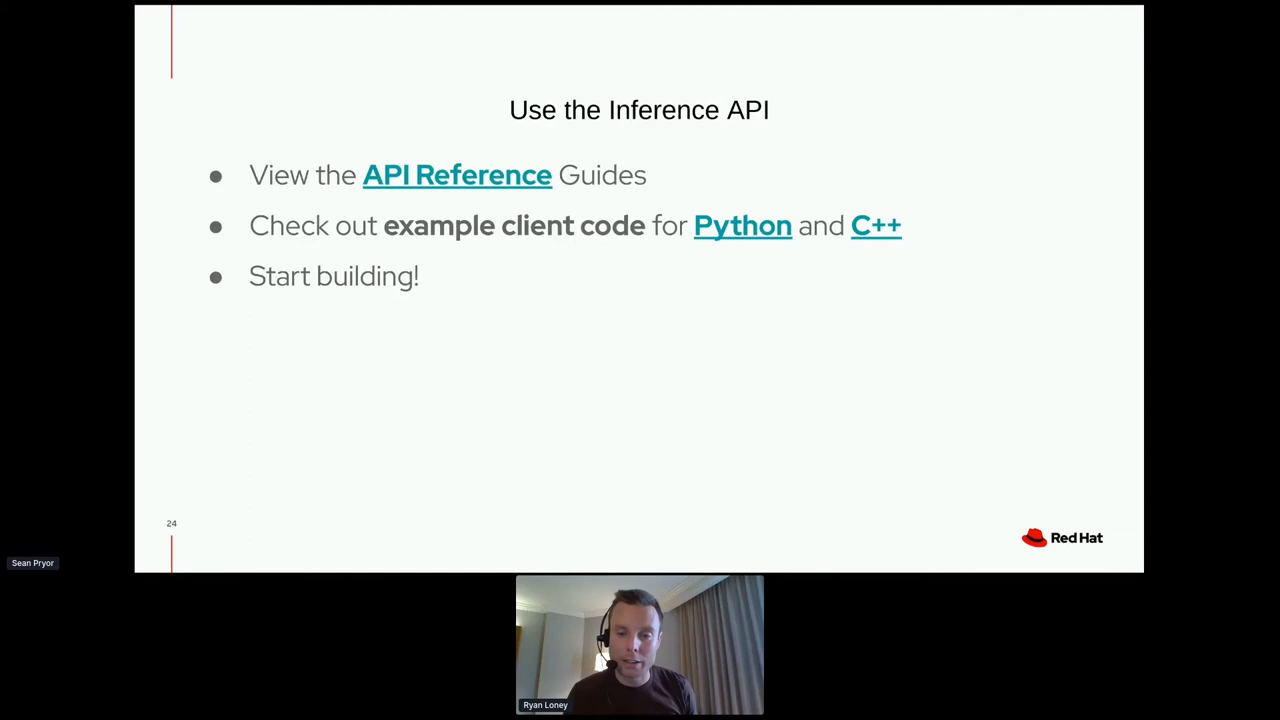 Use the Inference API
● View the API Reference Guides
● Check out example client code for Python and C++
● Start building!
24
Red Hat
Sean Pryor
Ryan Loney